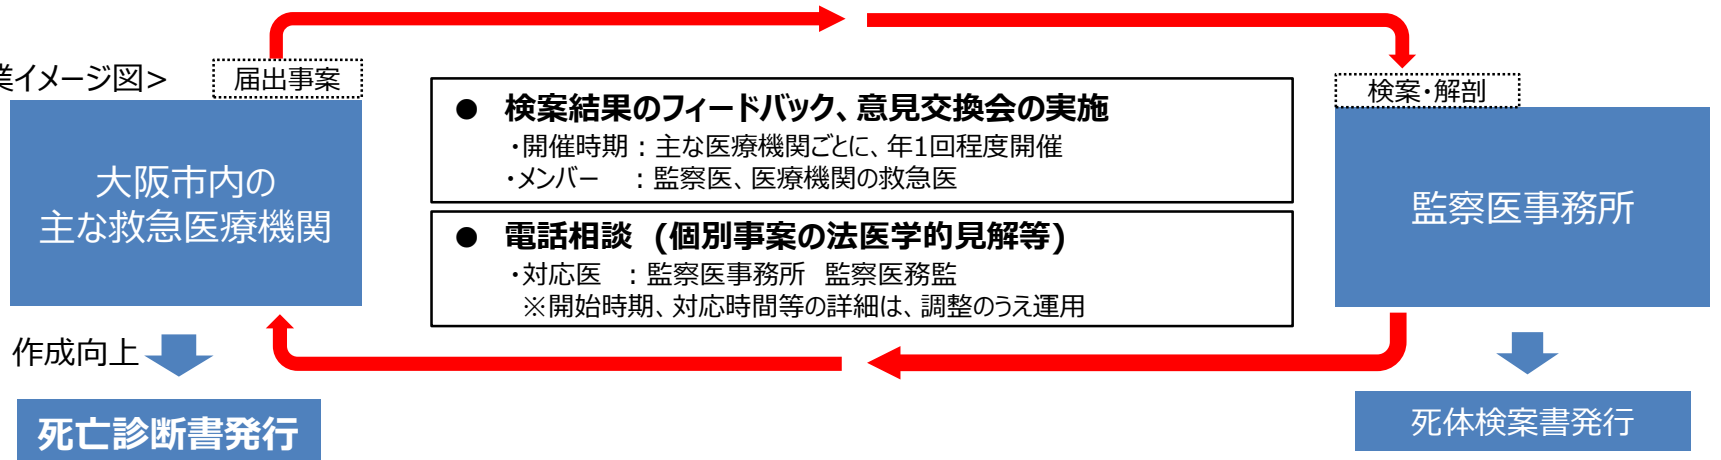 業イメージ図>
届出事案
大阪市内の
主な救急医療機関
作成向上
死亡診断書発行
● 検案結果のフィードバック、意見交換会の実施
・開催時期：主な医療機関ごとに、年1回程度開催
・メンバー　：監察医、医療機関の救急医
● 電話相談 (個別事案の法医学的見解等)
・対応医　：監察医事務所　監察医務監
※開始時期、対応時間等の詳細は、調整のうえ運用
検案・解剖
監察医事務所
死体検案書発行